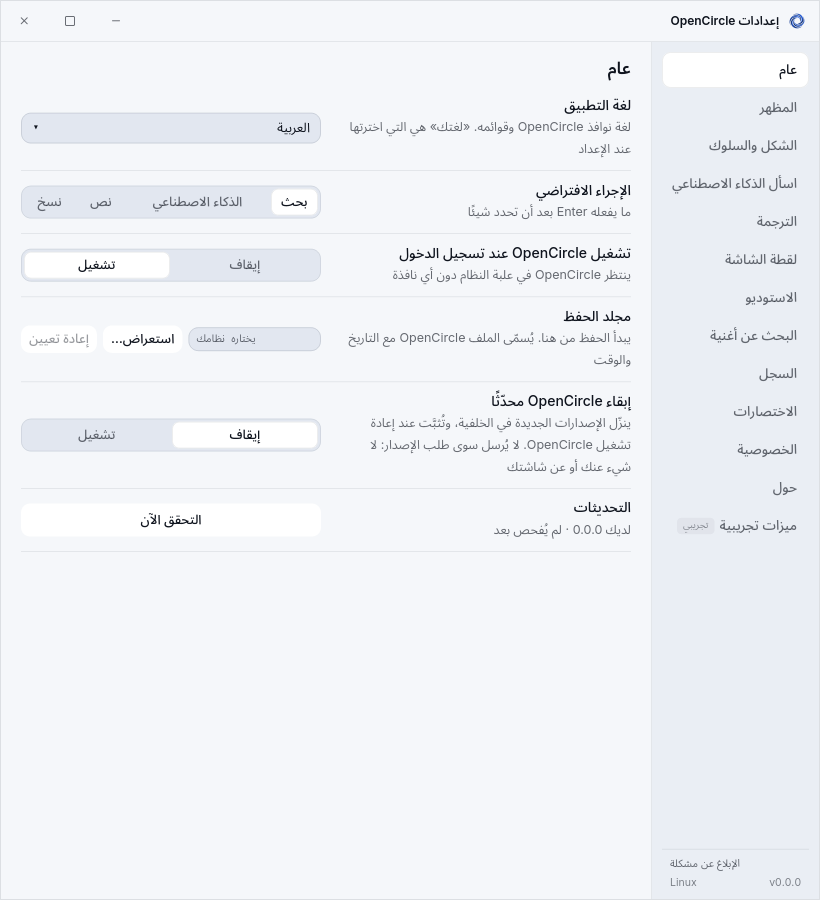 إعدادات OpenCircle
عام
المظهر
الشكل والسلوك
اسأل الذكاء الاصطناعي
الترجمة
لقطة الشاشة
الاستوديو
البحث عن أغنية
السجل
الاختصارات
الخصوصية
حول
ميزات تجريبية تجريبي
الإبلاغ عن مشكلة
v0.0.0 Linux
عام
لغة التطبيق
لغة نوافذ OpenCircle وقوائمه. «لغتك» هي التي اخترتها
عند الإعداد
العربية
الإجراء الافتراضي
ما يفعله Enter بعد أن تحدد شيئًا
بحث الذكاء الاصطناعي نص نسخ
تشغيل OpenCircle عند تسجيل الدخول
ينتظر OpenCircle في علبة النظام دون أي نافذة
إيقاف تشغيل
مجلد الحفظ
يبدأ الحفظ من هنا. يُسمّى الملف OpenCircle مع التاريخ
والوقت
يختاره نظامك استعراض... إعادة تعيين
إبقاء OpenCircle محدّثًا
ينزّل الإصدارات الجديدة في الخلفية، وتُثبَّت عند إعادة
تشغيل OpenCircle. لا يُرسل سوى طلب الإصدار: لا
شيء عنك أو عن شاشتك
إيقاف تشغيل
التحديثات
لديك 0.0.0 · لم يُفحص بعد
التحقق الآن